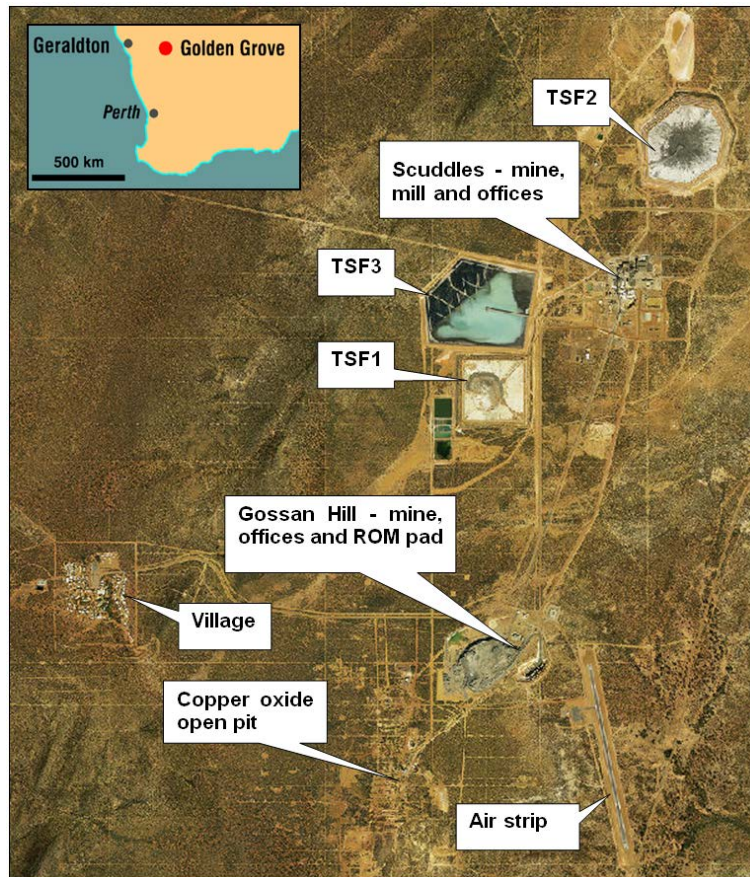 Geraldton
Golden Grove
Perth
500 km
TSF2
Scuddles - mine,
mill and offices
TSF3
TSF1
Gossan Hill - mine,
offices and ROM pad
Village
Copper oxide
open pit
Air strip